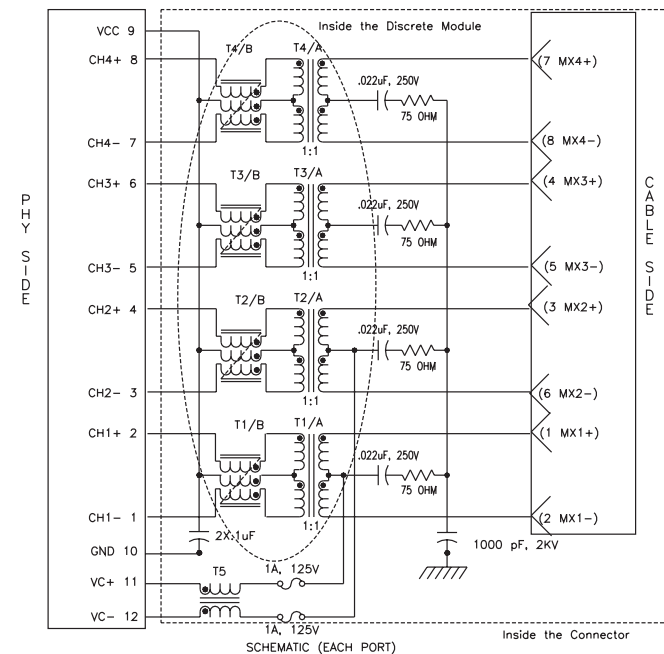 Inside the Discrete Module
VCC 9
T4/B
T4/A
CH4+ 8
(7 MX4+)
.022uF, 250V
75 OHM
CH4- 7
(8 MX4-)
1:1
T3/B
T3/A
CH3+ 6
(4 MX3+)
.022uF, 250V
75 OHM
CH3- 5
(5 MX3-)
1:1
PHY SIDE
CABLE SIDE
T2/B
T2/A
CH2+ 4
(3 MX2+)
.022uF, 250V
75 OHM
CH2- 3
(6 MX2-)
1:1
T1/B
T1/A
CH1+ 2
(1 MX1+)
.022uF, 250V
75 OHM
CH1- 1
(2 MX1-)
1:1
2X.1uF
1000 pF, 2KV
GND 10
T5
1A, 125V
VC+ 11
VC- 12
1A, 125V
Inside the Connector
SCHEMATIC (EACH PORT)